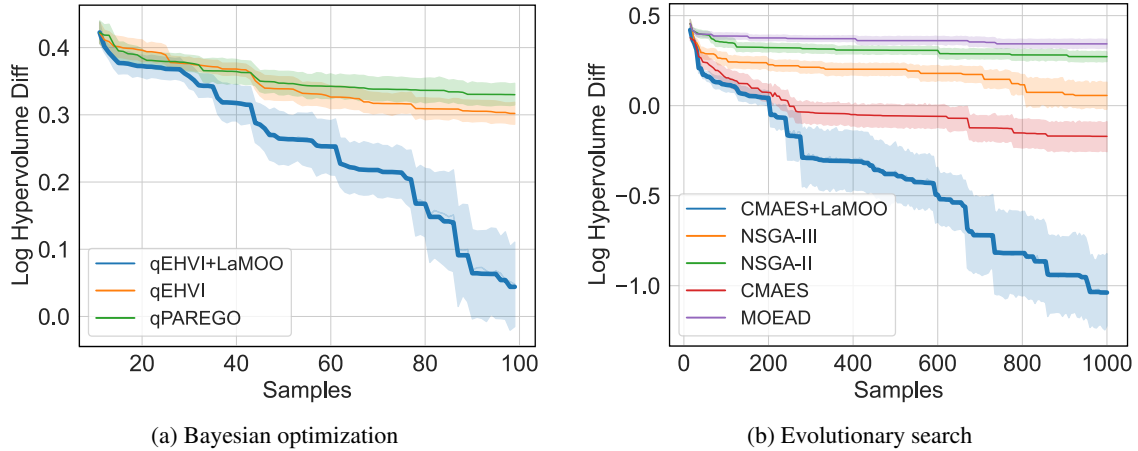 Log Hypervolume Diff
0.4
0.3
0.2
0.1
0.0
qEHVI+LaMOO
qEHVI
qPAREGO
20 40 60 80 100
Samples
(a) Bayesian optimization
Log Hypervolume Diff
0.5
0.0
−0.5
−1.0
CMAES+LaMOO
NSGA-III
NSGA-II
CMAES
MOEAD
0 200 400 600 800 1000
Samples
(b) Evolutionary search